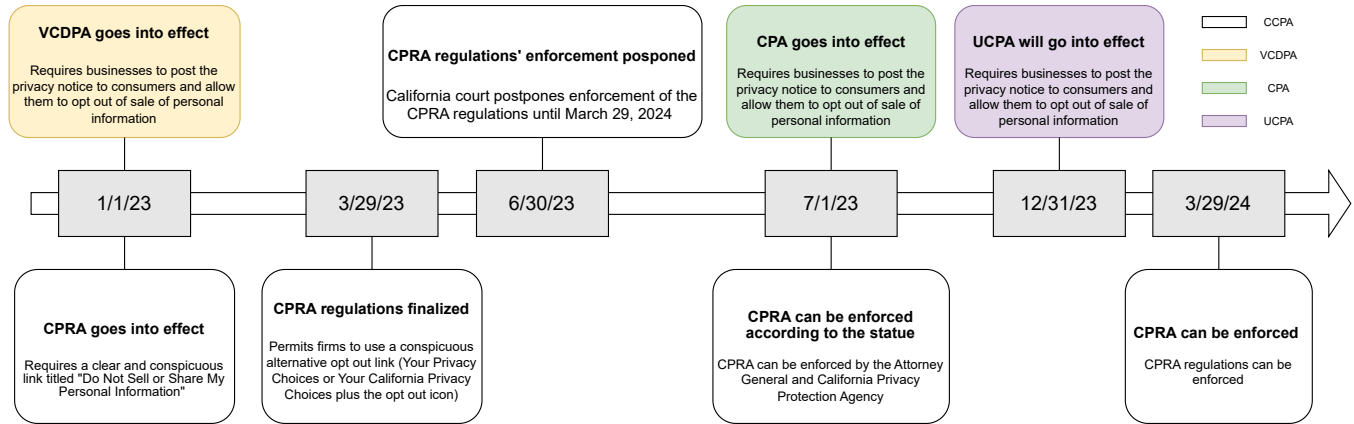 VCDPA goes into effect
Requires businesses to post the
privacy notice to consumers and allow
them to opt out of sale of personal
information
CPRA regulations' enforcement posponed
California court postpones enforcement of the
CPRA regulations until March 29, 2024
CPA goes into effect
Requires businesses to post the
privacy notice to consumers and
allow them to opt out of sale of
personal information
UCPA will go into effect
Requires businesses to post the
privacy notice to consumers and
allow them to opt out of sale of
personal information
CCPA
VCDPA
CPA
UCPA
1/1/23
3/29/23
6/30/23
7/1/23
12/31/23
3/29/24
CPRA goes into effect
Requires a clear and conspicuous
link titled "Do Not Sell or Share My
Personal Information"
CPRA regulations finalized
Permits firms to use a conspicuous
alternative opt out link (Your Privacy
Choices or Your California Privacy
Choices plus the opt out icon)
CPRA can be enforced
according to the statue
CPRA can be enforced by the Attorney
General and California Privacy
Protection Agency
CPRA can be enforced
CPRA regulations can be
enforced